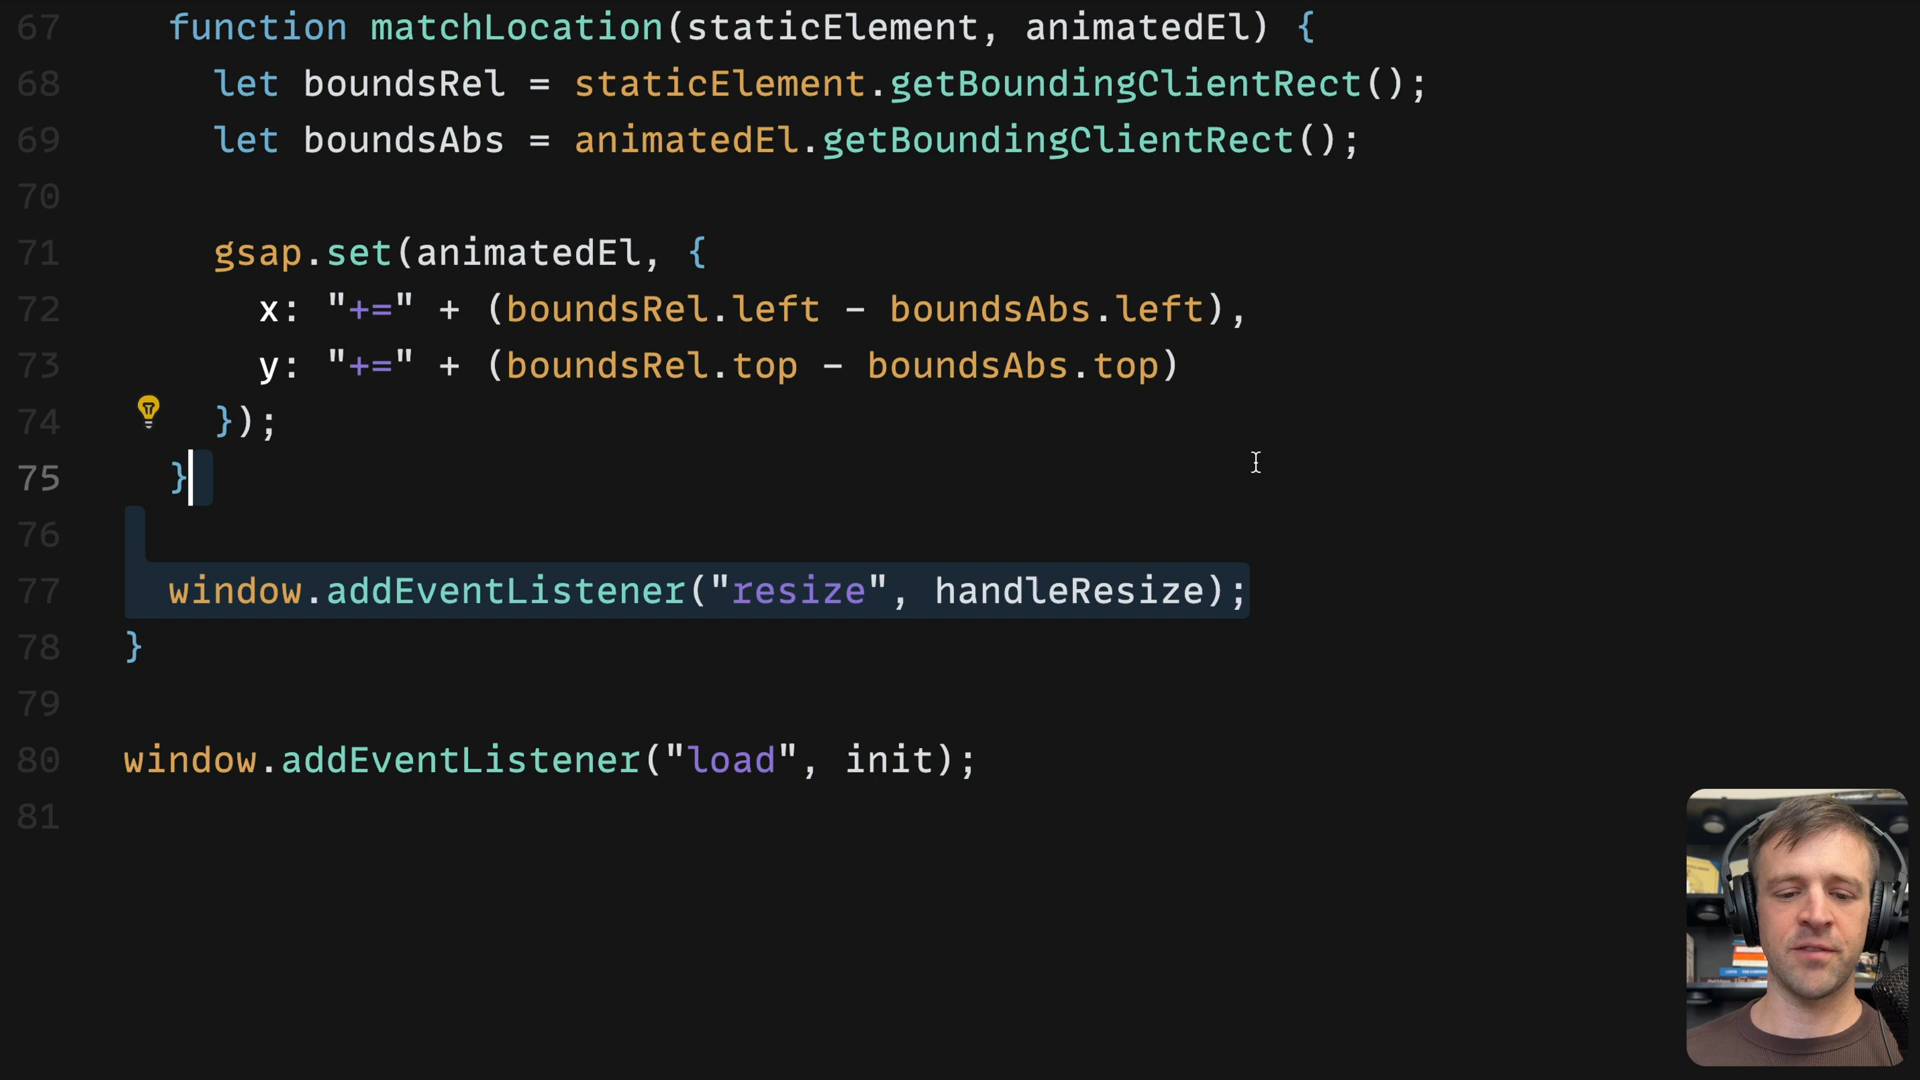 67 function matchLocation(staticElement, animatedEl) {
68 let boundsRel = staticElement.getBoundingClientRect();
69 let boundsAbs = animatedEl.getBoundingClientRect();
70
71 gsap.set(animatedEl, {
72 x: "+=" + (boundsRel.left - boundsAbs.left),
73 y: "+=" + (boundsRel.top - boundsAbs.top)
74 });
75 }
76
77 window.addEventListener("resize", handleResize);
78 }
79
80 window.addEventListener("load", init);
81